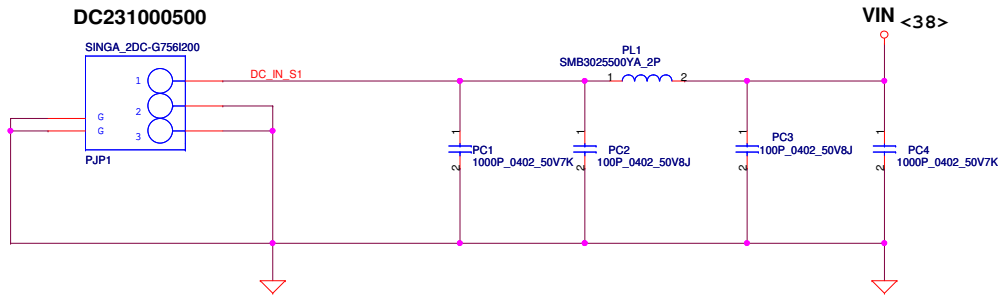 DC231000500
VIN <38>
SINGA_2DC-G756I200
PL1
SMB3025500YA_2P
DC_IN_S1
1
1 2
2
G
G
3
PJP1
1
2
PC1
1000P_0402_50V7K
1
2
PC2
100P_0402_50V8J
1
2
PC3
100P_0402_50V8J
1
2
PC4
1000P_0402_50V7K